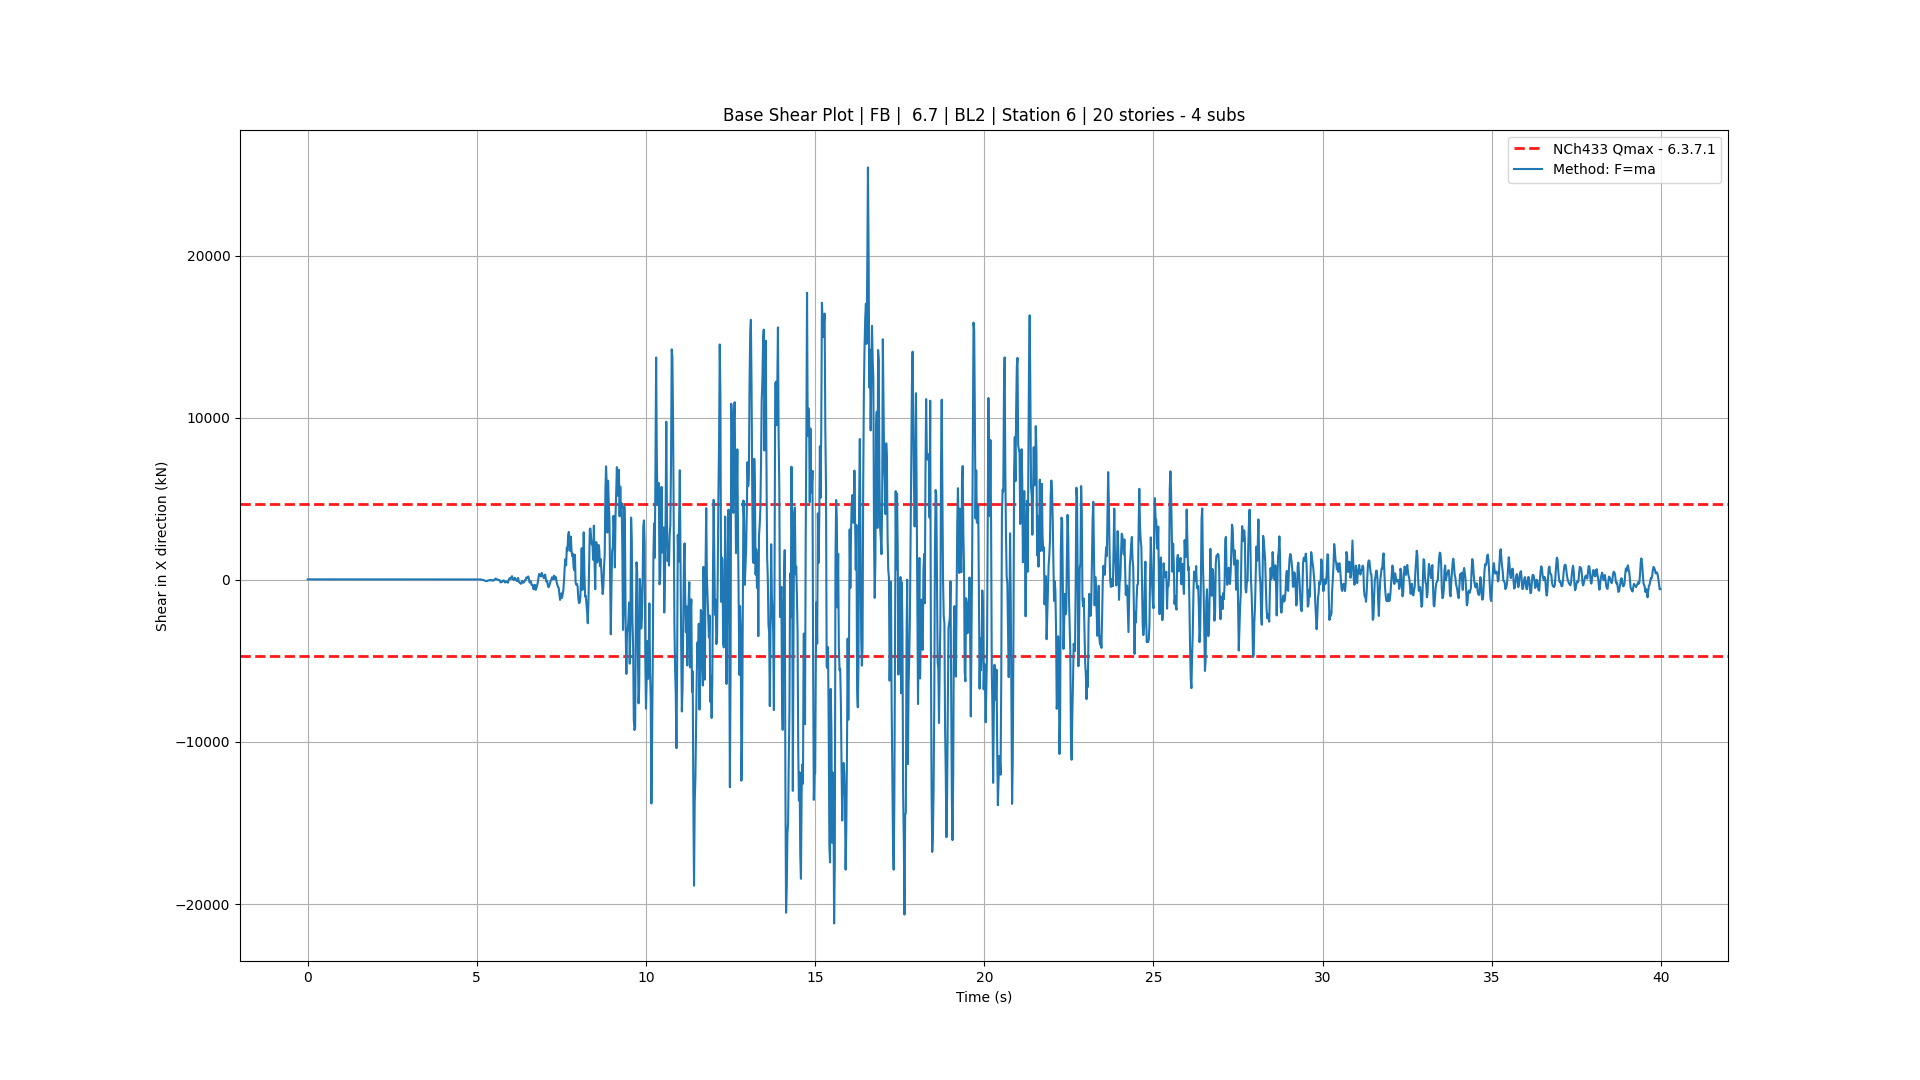 Base Shear Plot | FB |  6.7 | BL2 | Station 6 | 20 stories - 4 subs
NCh433 Qmax - 6.3.7.1
Method: F=ma
Shear in X direction (kN)
20000
10000
0
−10000
−20000
0 5 10 15 20 25 30 35 40
Time (s)